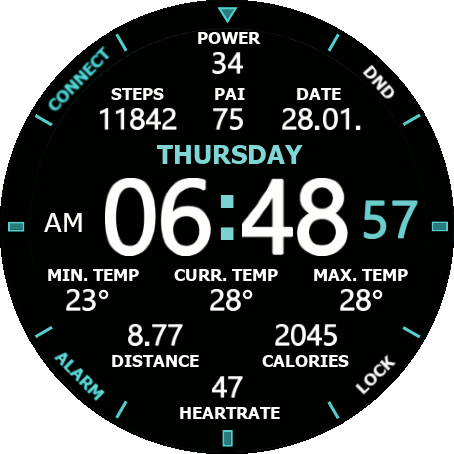 POWER
34
CONNECT
DND
STEPS PAI DATE
11842 75 28.01.
THURSDAY
AM 06:48 57
MIN. TEMP CURR. TEMP MAX. TEMP
23° 28° 28°
8.77 2045
DISTANCE CALORIES
ALARM
LOCK
47
HEARTRATE